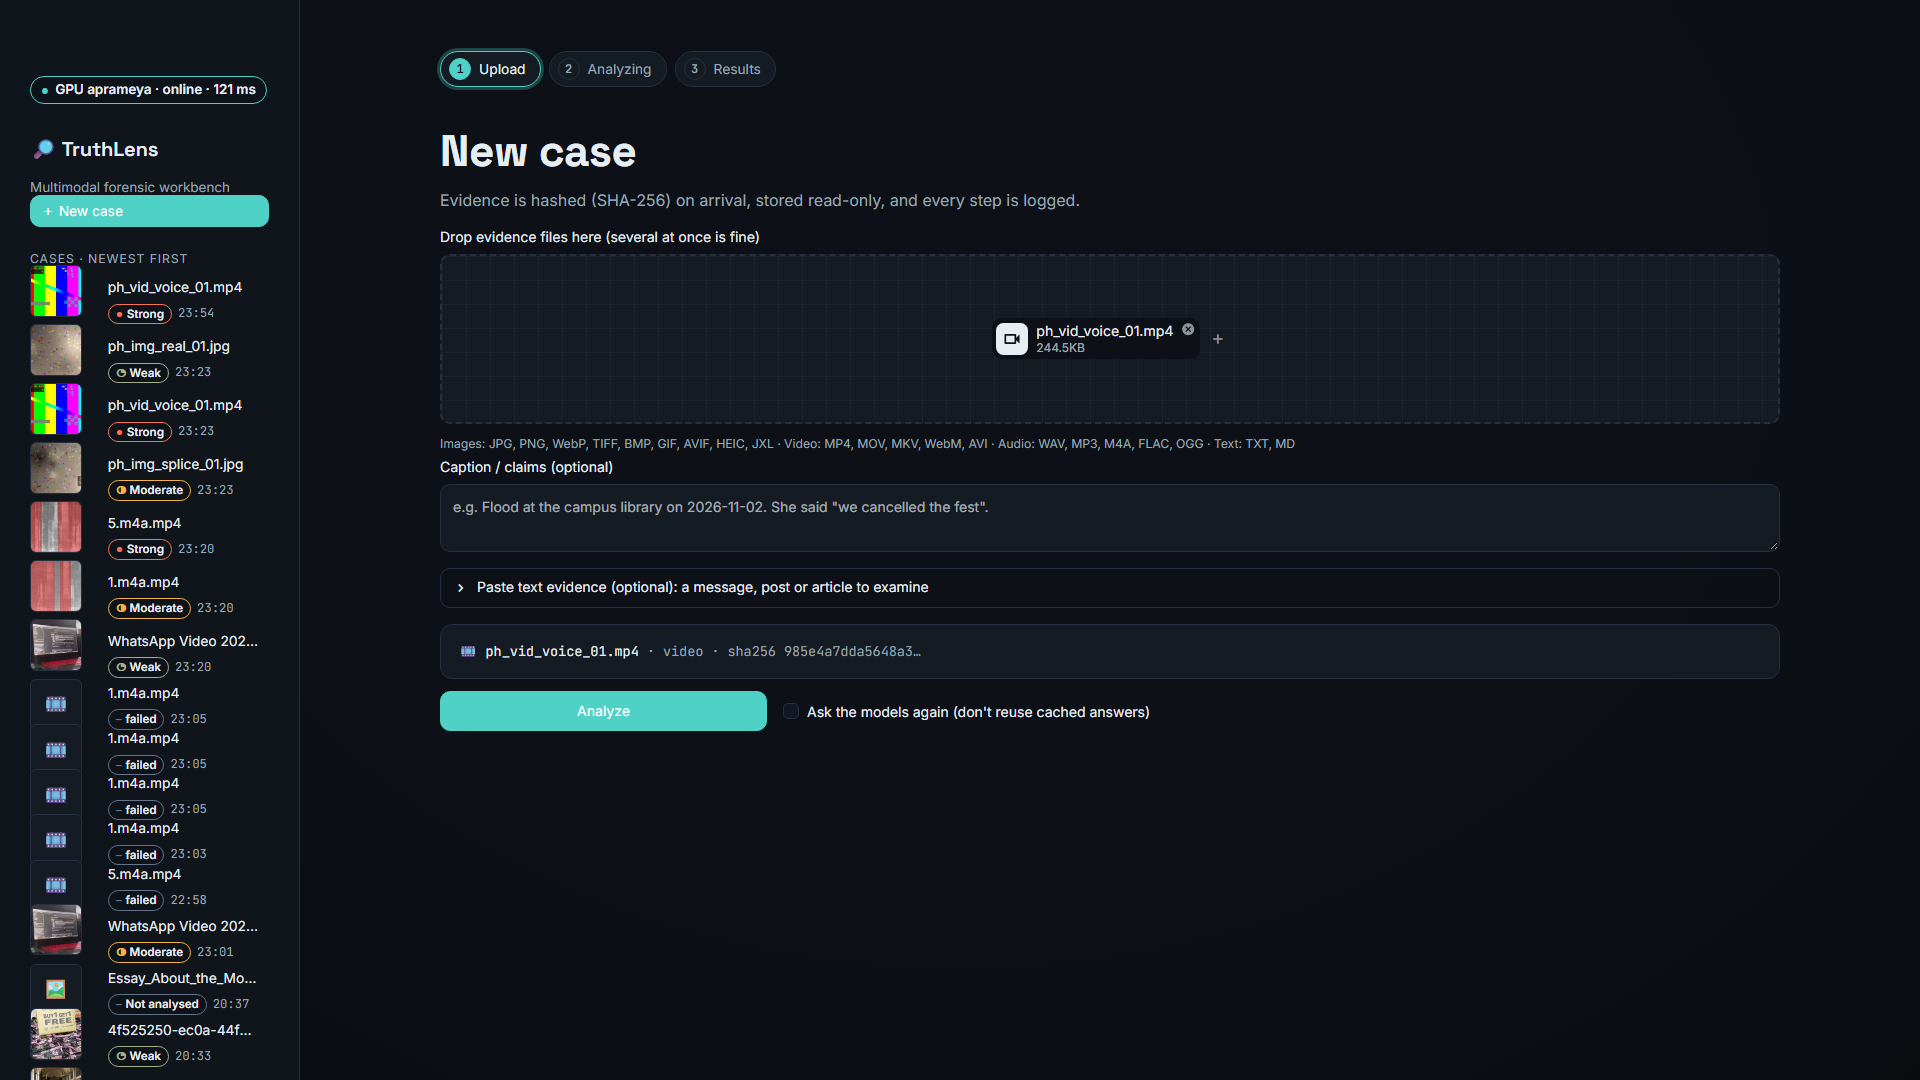 GPU aprameya · online · 121 ms
TruthLens
Multimodal forensic workbench
+ New case
CASES · NEWEST FIRST
ph_vid_voice_01.mp4
Strong 23:54
ph_img_real_01.jpg
Weak 23:23
ph_vid_voice_01.mp4
Strong 23:23
ph_img_splice_01.jpg
Moderate 23:23
5.m4a.mp4
Strong 23:20
1.m4a.mp4
Moderate 23:20
WhatsApp Video 202...
Weak 23:20
1.m4a.mp4
– failed 23:05
1.m4a.mp4
– failed 23:05
1.m4a.mp4
– failed 23:05
1.m4a.mp4
– failed 23:03
5.m4a.mp4
– failed 22:58
WhatsApp Video 202...
Moderate 23:01
Essay_About_the_Mo...
– Not analysed 20:37
BUY 1 GET 1
FREE
4f525250-ec0a-44f...
Weak 20:33
1 Upload
2 Analyzing
3 Results
New case
Evidence is hashed (SHA-256) on arrival, stored read-only, and every step is logged.
Drop evidence files here (several at once is fine)
ph_vid_voice_01.mp4
244.5KB
+
Images: JPG, PNG, WebP, TIFF, BMP, GIF, AVIF, HEIC, JXL · Video: MP4, MOV, MKV, WebM, AVI · Audio: WAV, MP3, M4A, FLAC, OGG · Text: TXT, MD
Caption / claims (optional)
e.g. Flood at the campus library on 2026-11-02. She said "we cancelled the fest".
Paste text evidence (optional): a message, post or article to examine
ph_vid_voice_01.mp4 · video · sha256 985e4a7dda5648a3…
Analyze
Ask the models again (don't reuse cached answers)